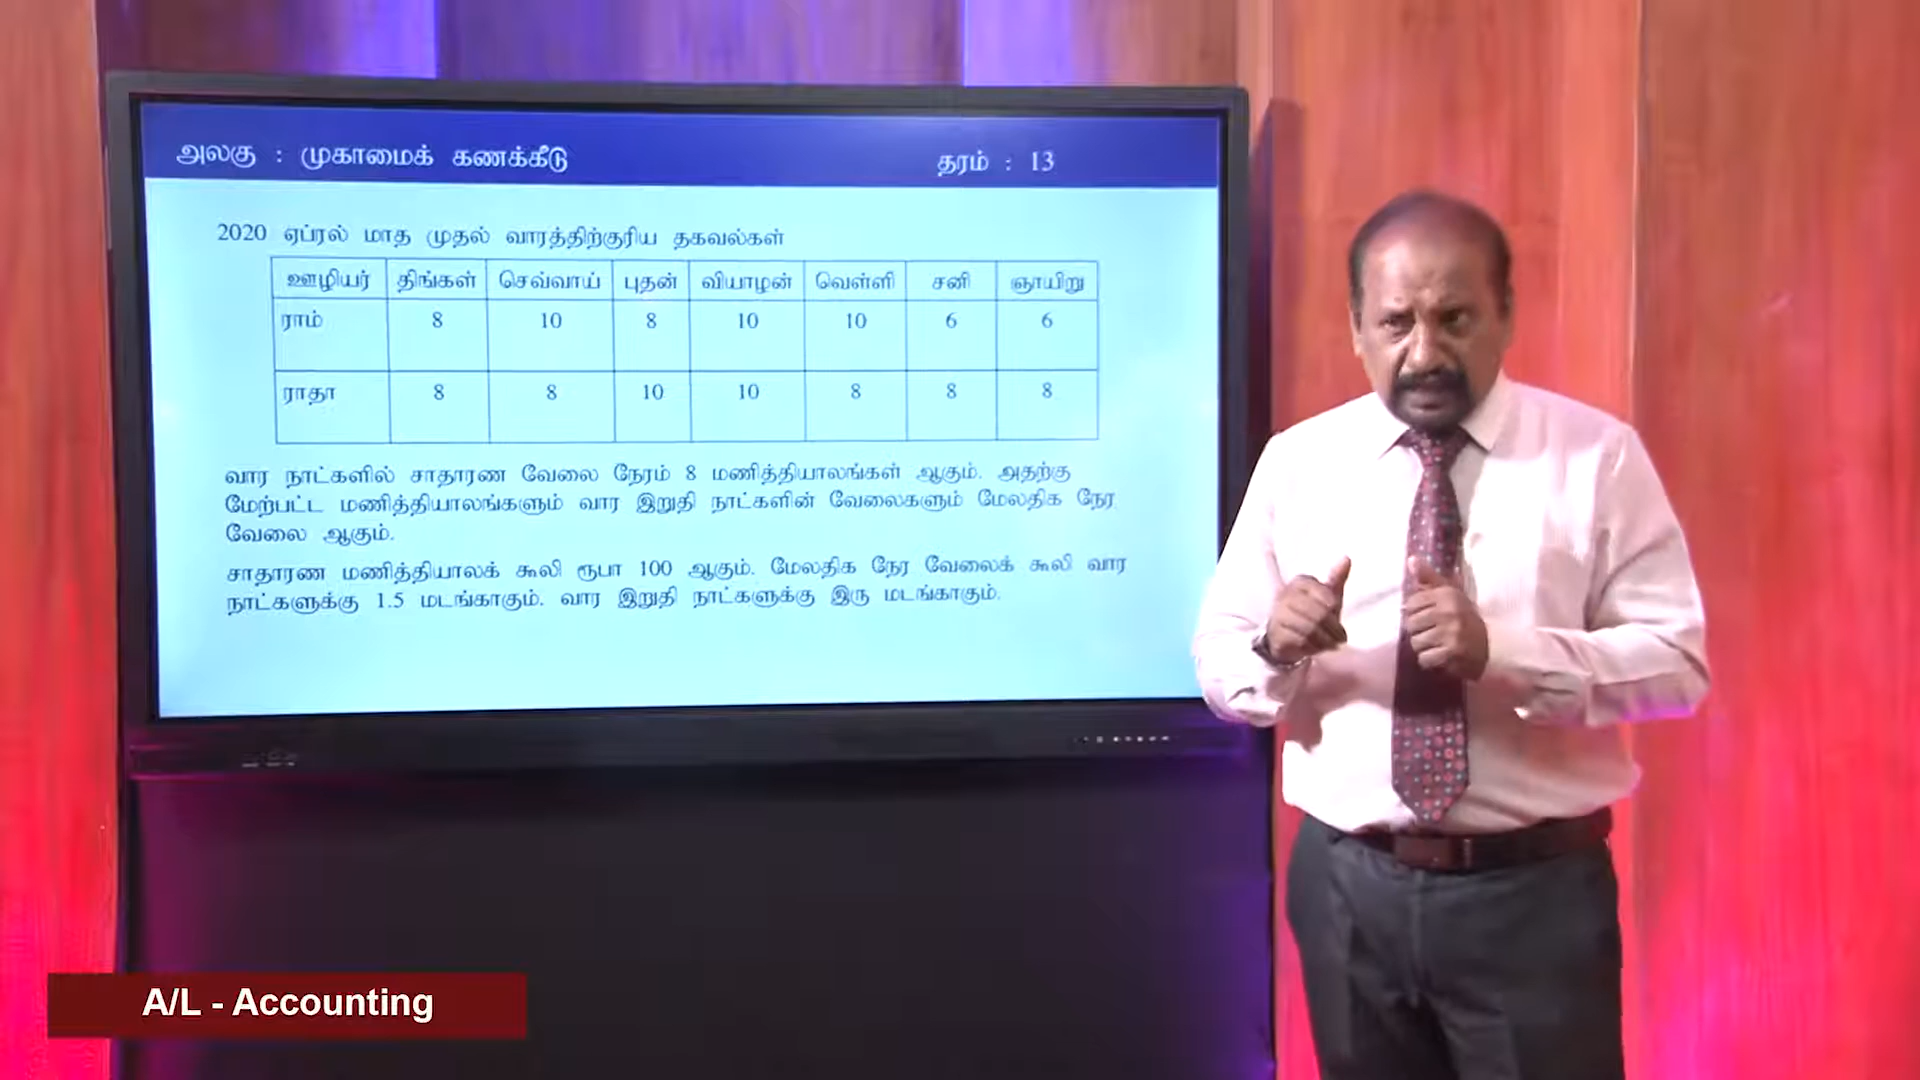 அலகு : முகாமைக் கணக்கீடு தரம் : 13
2020 ஏப்ரல் மாத முதல் வாரத்திற்குரிய தகவல்கள்
ஊழியர் திங்கள் செவ்வாய் புதன் வியாழன் வெள்ளி சனி ஞாயிறு
ராம் 8 10 8 10 10 6 6
ராதா 8 8 10 10 8 8 8
வார நாட்களில் சாதாரண வேலை நேரம் 8 மணித்தியாலங்கள் ஆகும். அதற்கு
மேற்பட்ட மணித்தியாலங்களும் வார இறுதி நாட்களின் வேலைகளும் மேலதிக நேர
வேலை ஆகும்.
சாதாரண மணித்தியாலக் கூலி ரூபா 100 ஆகும். மேலதிக நேர வேலைக் கூலி வார
நாட்களுக்கு 1.5 மடங்காகும். வார இறுதி நாட்களுக்கு இரு மடங்காகும்.
A/L - Accounting